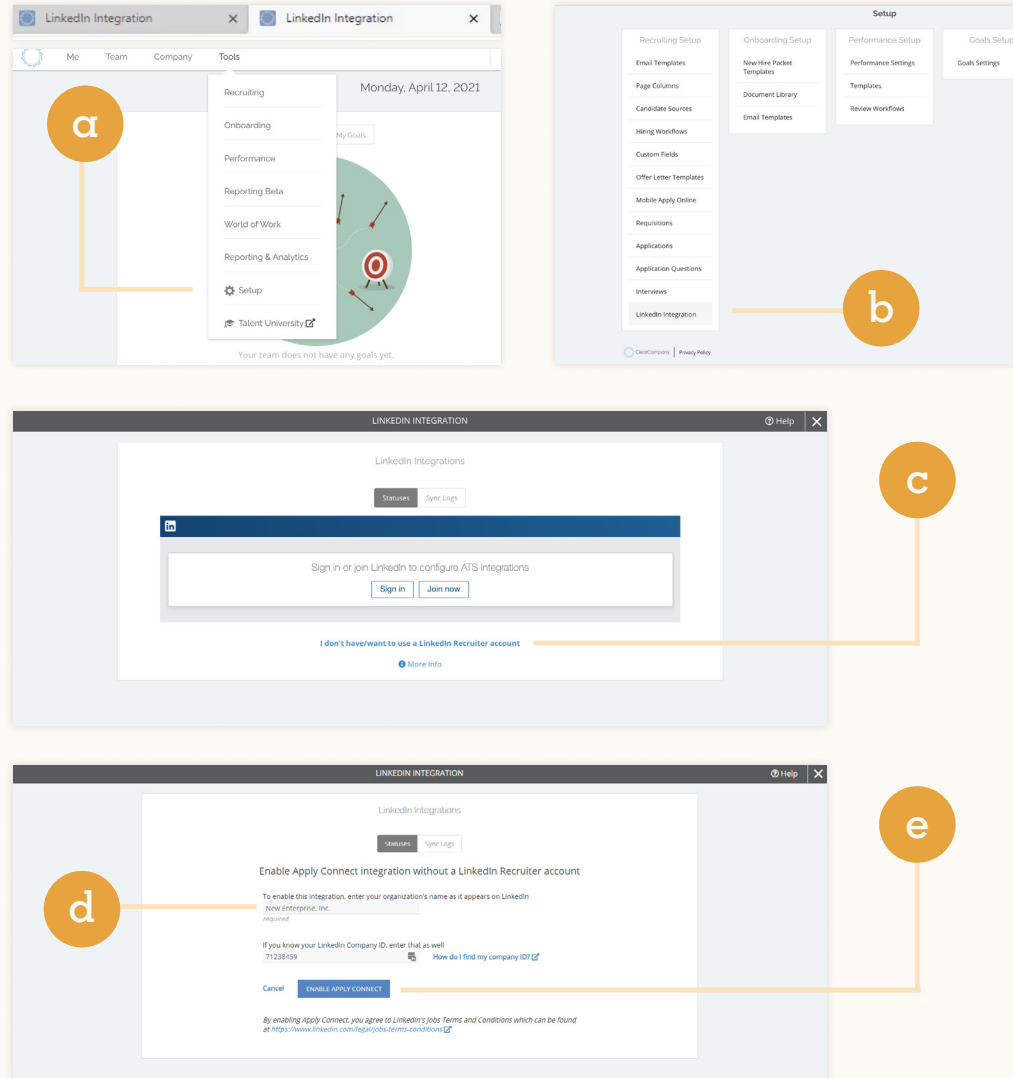 LinkedIn Integration
LinkedIn Integration
Me Team Company Tools
Monday, April 12, 2021
My Goals
Recruiting
Onboarding
Performance
Reporting Beta
World of Work
Reporting & Analytics
Setup
Talent University
Your team does not have any goals yet.
a
Setup
Recruiting Setup
Email Templates
Page Columns
Candidate Sources
Hiring Workflows
Custom Fields
Offer Letter Templates
Mobile Apply Online
Requisitions
Applications
Application Questions
Interviews
LinkedIn Integration
Onboarding Setup
New Hire Packet
Templates
Document Library
Email Templates
Performance Setup
Performance Settings
Templates
Review Workflows
Goals Setup
Goals Settings
b
ClearCompany | Privacy Policy
LINKEDIN INTEGRATION
Help
LinkedIn Integrations
Statuses Sync Logs
in
Sign in or join LinkedIn to configure ATS integrations
Sign in Join now
I don't have/want to use a LinkedIn Recruiter account
More Info
c
LINKEDIN INTEGRATION
Help
LinkedIn Integrations
Statuses Sync Logs
Enable Apply Connect integration without a LinkedIn Recruiter account
To enable this integration, enter your organization's name as it appears on LinkedIn
New Enterprise, Inc.
required
If you know your LinkedIn Company ID, enter that as well
71238459 How do I find my company ID?
Cancel ENABLE APPLY CONNECT
By enabling Apply Connect, you agree to LinkedIn's Jobs Terms and Conditions which can be found
at https://www.linkedin.com/legal/jobs-terms-conditions
d
e